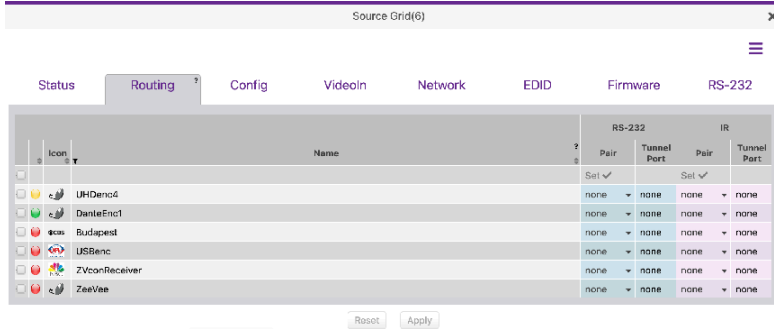 Source Grid(6)
Status Routing ? Config VideoIn Network EDID Firmware RS-232
RS-232 IR
Icon Name ? Pair Tunnel Port Pair Tunnel Port
Set ✓ Set ✓
UHDenc4 none none none none
DanteEnc1 none none none none
CBS Budapest none none none none
USBenc none none none none
ZVconReceiver none none none none
ZeeVee none none none none
Reset Apply